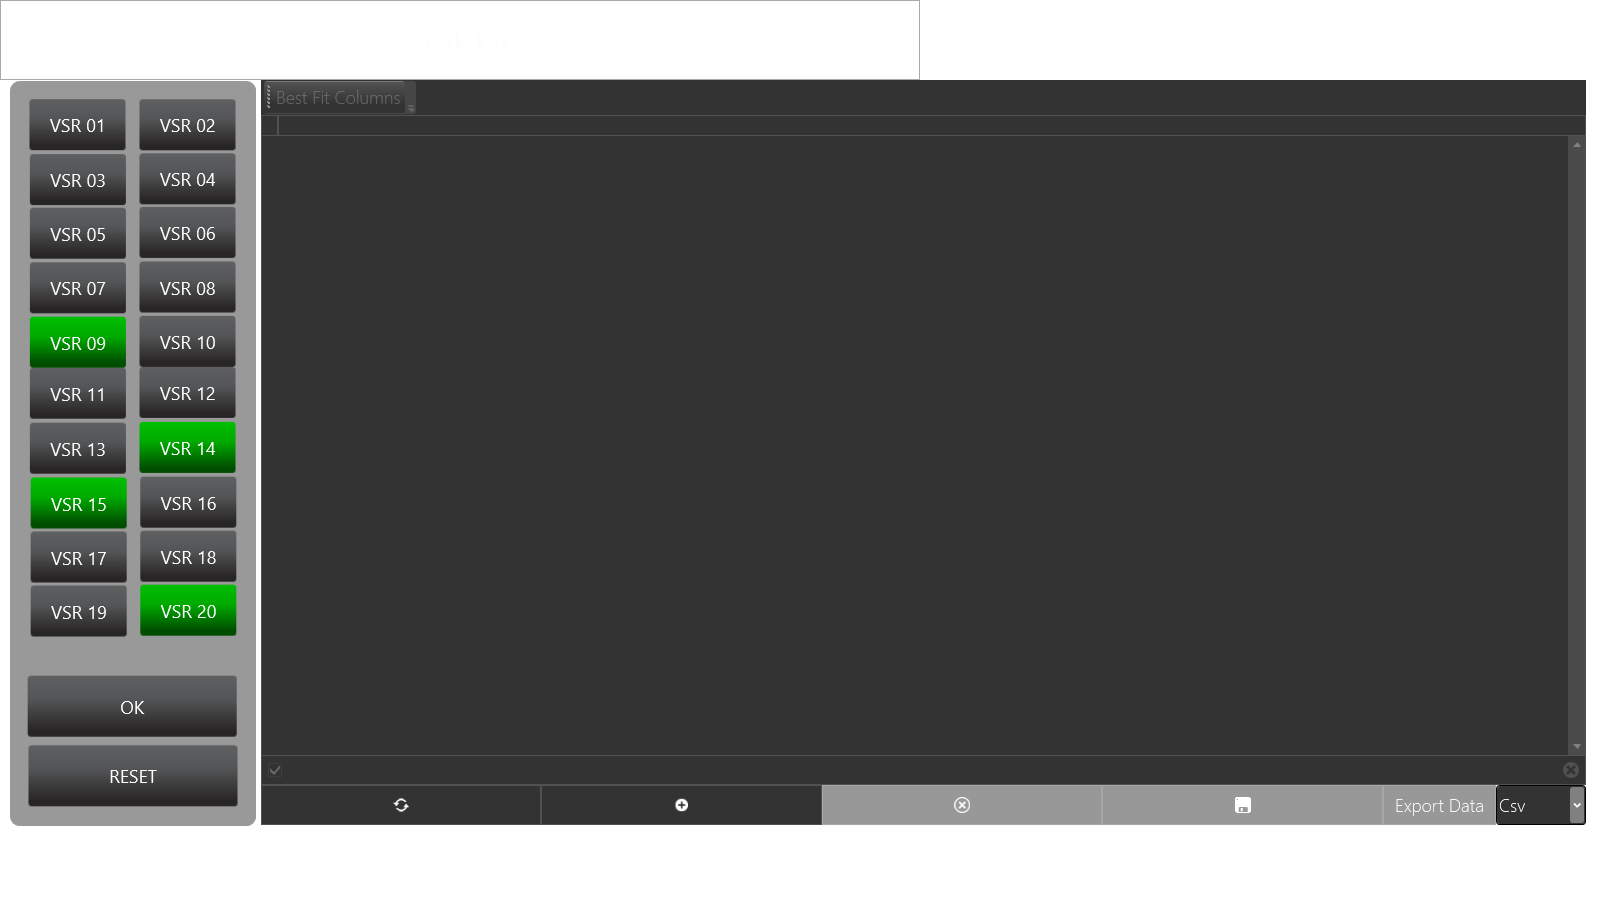 Best Fit Columns
VSR 01
VSR 02
VSR 03
VSR 04
VSR 05
VSR 06
VSR 07
VSR 08
VSR 09
VSR 10
VSR 11
VSR 12
VSR 13
VSR 14
VSR 15
VSR 16
VSR 17
VSR 18
VSR 19
VSR 20
OK
RESET
Export Data
Csv